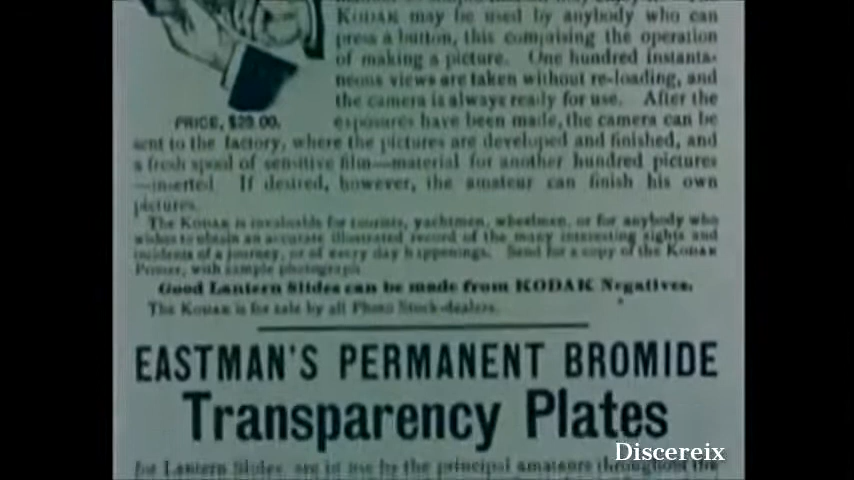 KODAK may be used by anybody who can
press a button, this comprising the operation
of making a picture. One hundred instanta-
neous views are taken without re-loading, and
the camera is always ready for use. After the
PRICE, $25.00.
exposures have been made, the camera can be
sent to the factory, where the pictures are developed and finished, and
a fresh spool of sensitive film—material for another hundred pictures
—inserted. If desired, however, the amateur can finish his own
pictures.
The KODAK is invaluable for tourists, yachtmen, wheelmen, or for anybody who
wishes to obtain an accurate illustrated record of the many interesting sights and
incidents of a journey, or of every day happenings. Send for a copy of the KODAK
Primer, with sample photograph.
Good Lantern Slides can be made from KODAK Negatives.
The KODAK is for sale by all Photo Stock-dealers.
EASTMAN'S PERMANENT BROMIDE
Transparency Plates
for Lantern Slides, are in use by the principal amateurs throughout the
Discereix